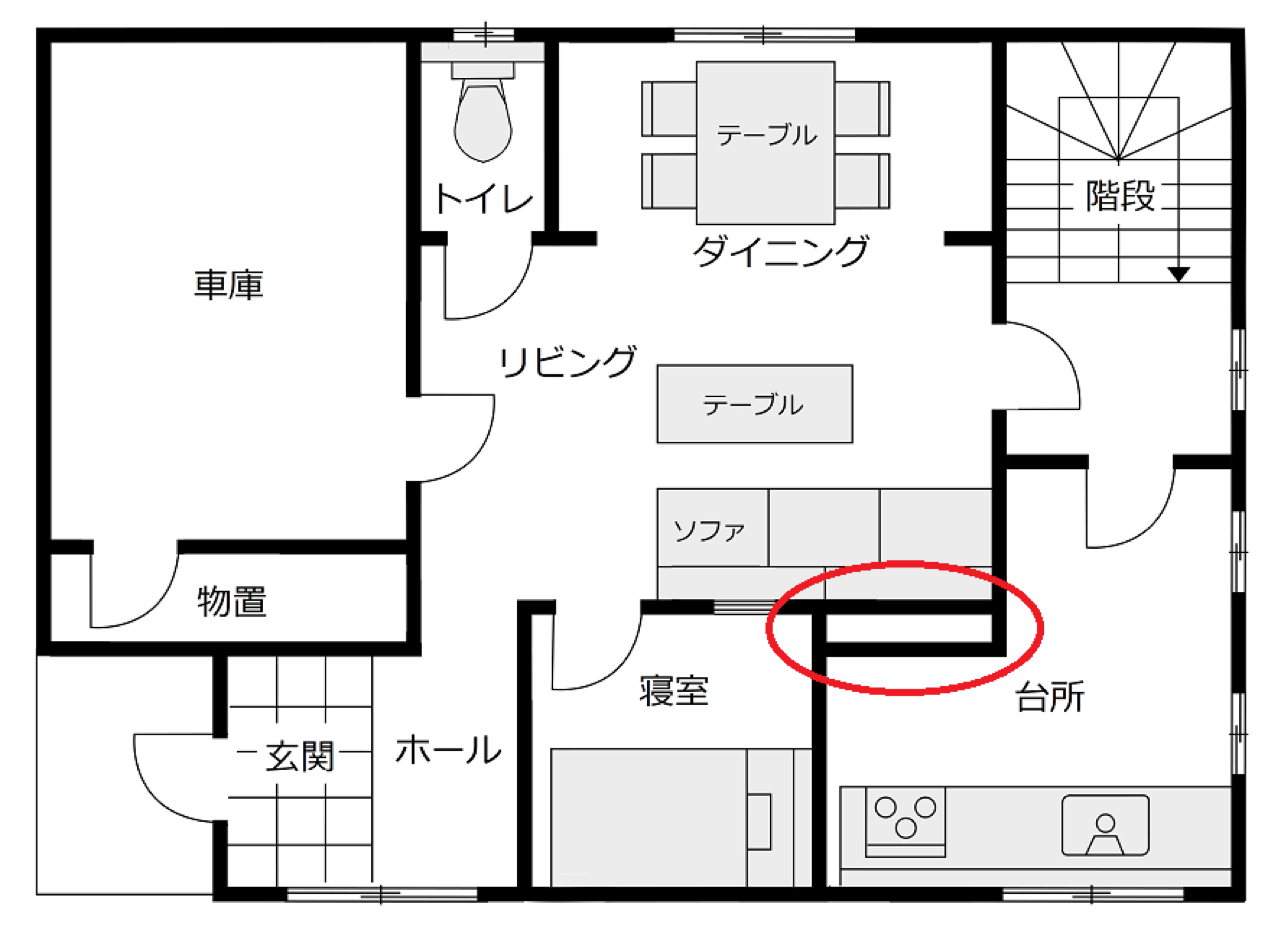 テーブル
トイレ
階段
ダイニング
車庫
リビング
テーブル
ソファ
物置
寝室
台所
玄関
ホール